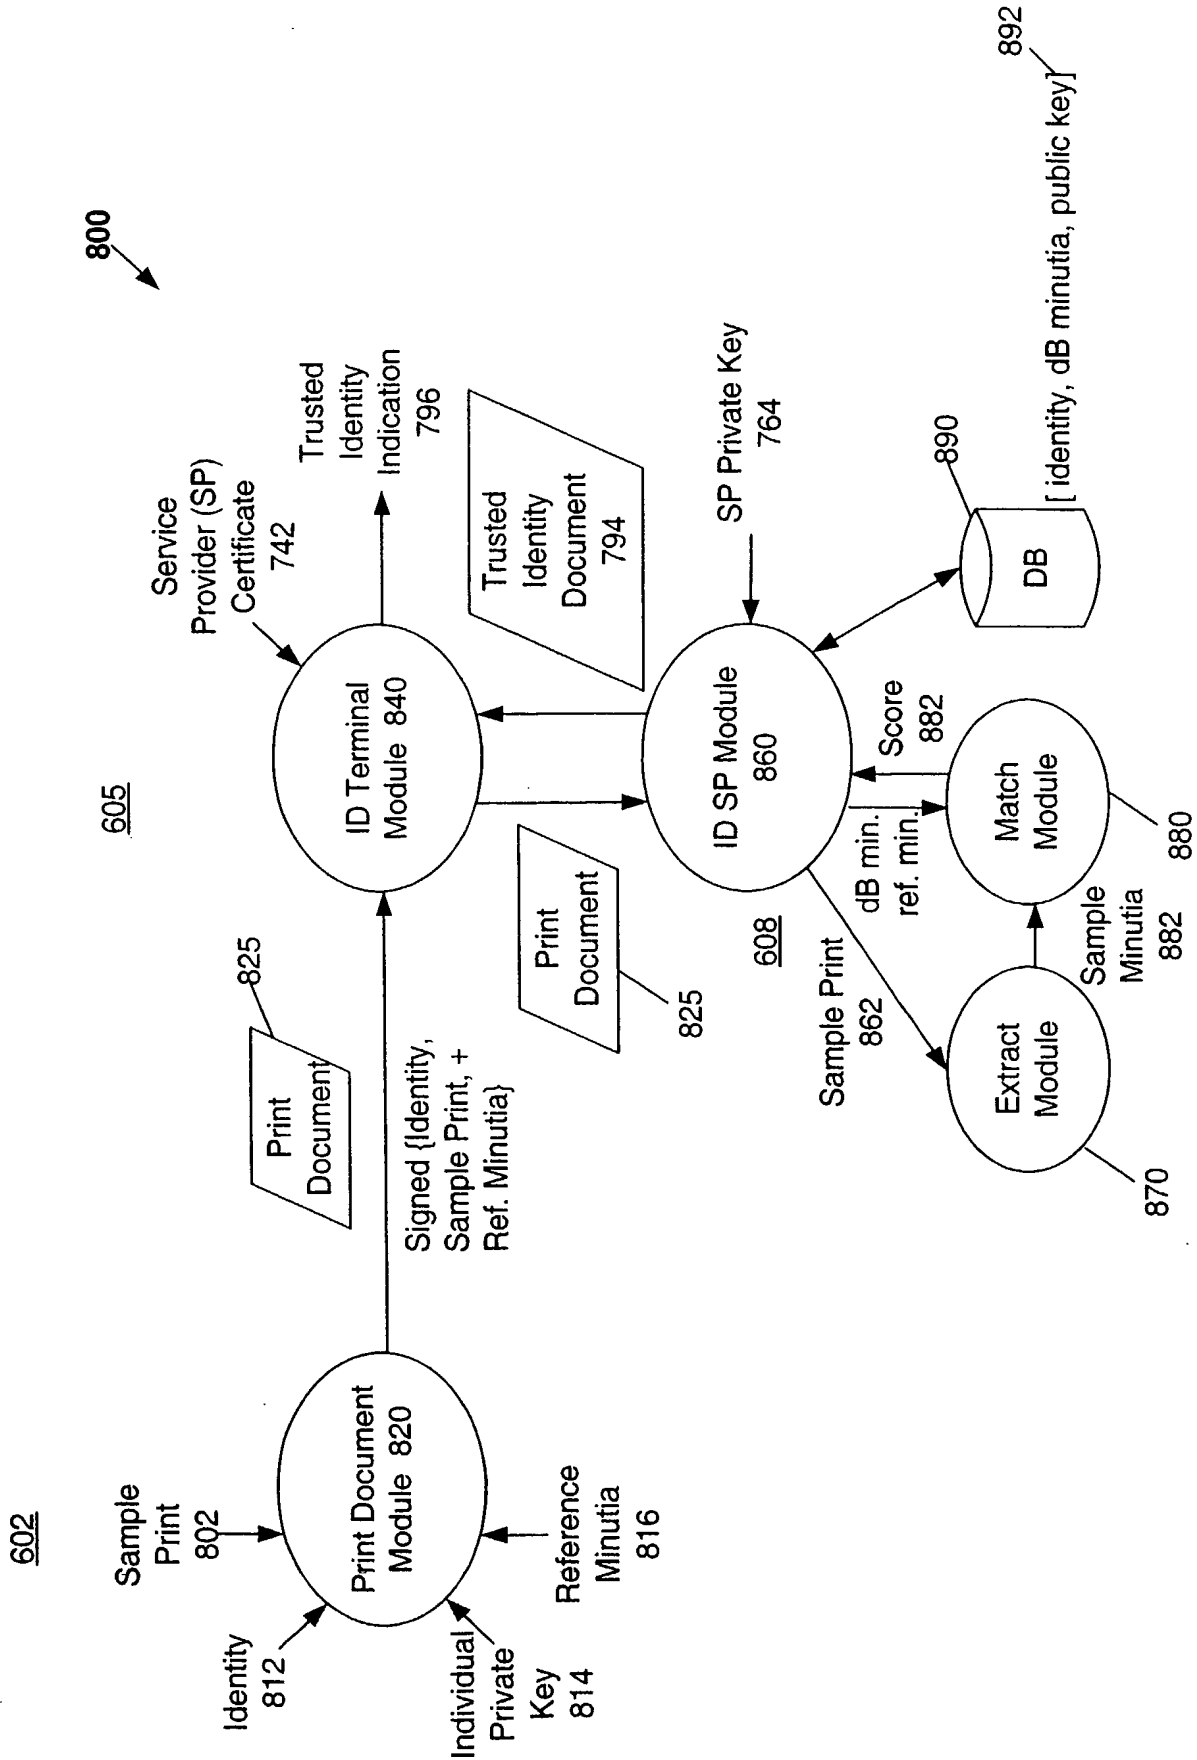 800
602
605
Sample
Print
802
Identity
812
Individual
Private
Key
814
Reference
Minutia
816
Print Document
Module 820
Print
Document
825
Signed {Identity,
Sample Print, +
Ref. Minutia}
Service
Provider (SP)
Certificate
742
ID Terminal
Module 840
Trusted
Identity
Indication
796
Print
Document
825
Trusted
Identity
Document
794
608
ID SP Module
860
SP Private Key
764
Sample Print
862
dB min.
ref. min.
Score
882
Extract
Module
870
Sample
Minutia
882
Match
Module
880
DB
890
[ identity, dB minutia, public key]
892